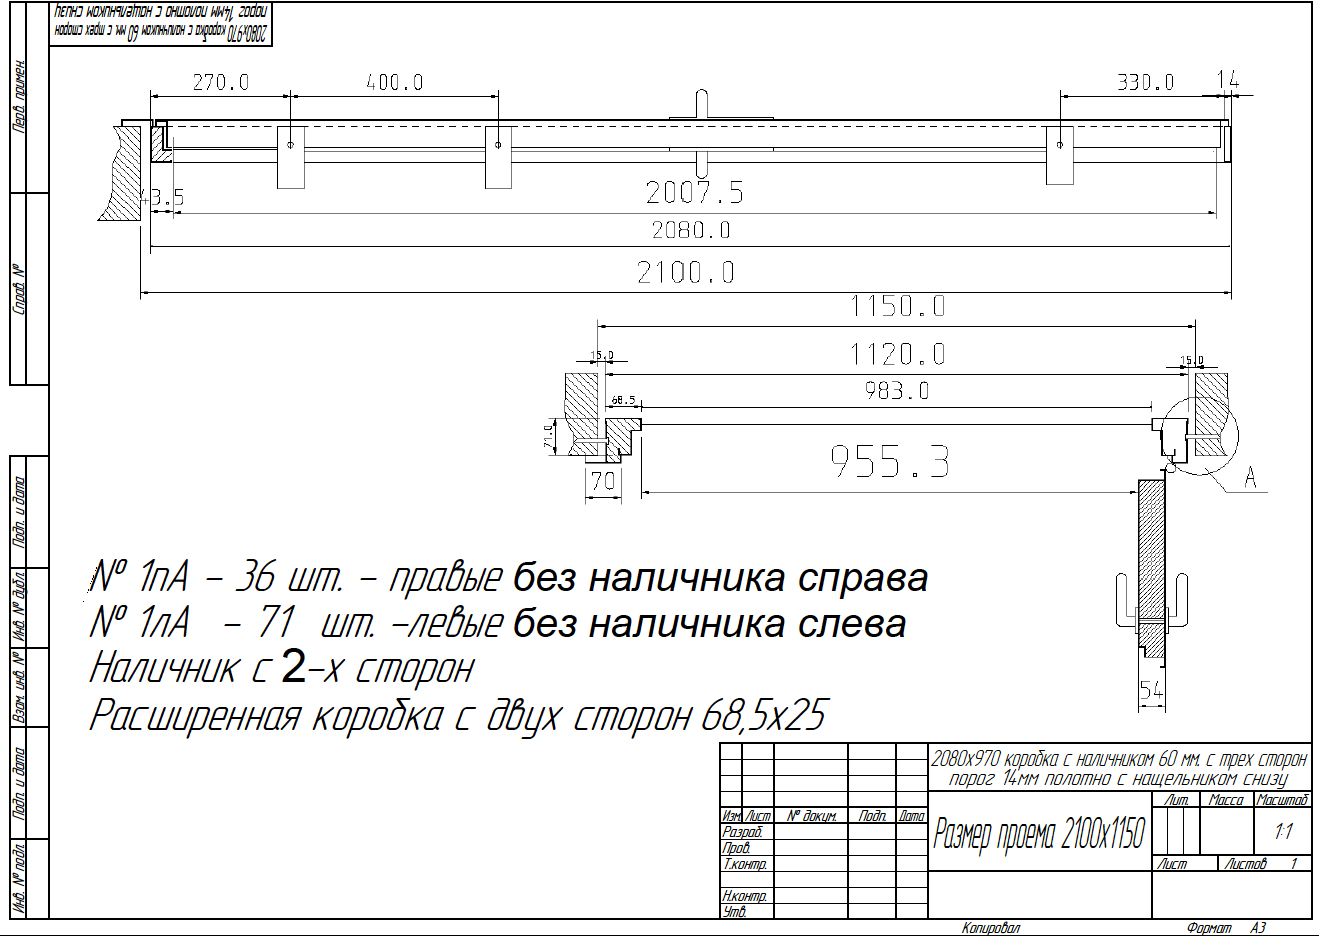 2080х970 коробка с наличником 60 мм. с трех сторон
порог 14мм полотно с нащельником снизу
Перв. примен.
Справ. №
Подп. и дата
Инв. № дубл.
Взам. инв. №
Подп. и дата
Инв. № подл.
270.0
400.0
330.0
14
43.5
2007.5
2080.0
2100.0
1150.0
15.0
1120.0
15.0
983.0
68.5
71.0
955.3
70
А
54
№ 1пА – 36 шт. – правые без наличника справа
№ 1лА – 71 шт. –левые без наличника слева
Наличник с 2–х сторон
Расширенная коробка с двух сторон 68,5х25
2080х970 коробка с наличником 60 мм. с трех сторон
порог 14мм полотно с нащельником снизу
Изм. Лист № докум. Подп. Дата
Разраб.
Пров.
Т.контр.
Н.контр.
Утв.
Размер проема 2100х1150
Лит. Масса Масштаб
1:1
Лист Листов 1
Копировал Формат А3